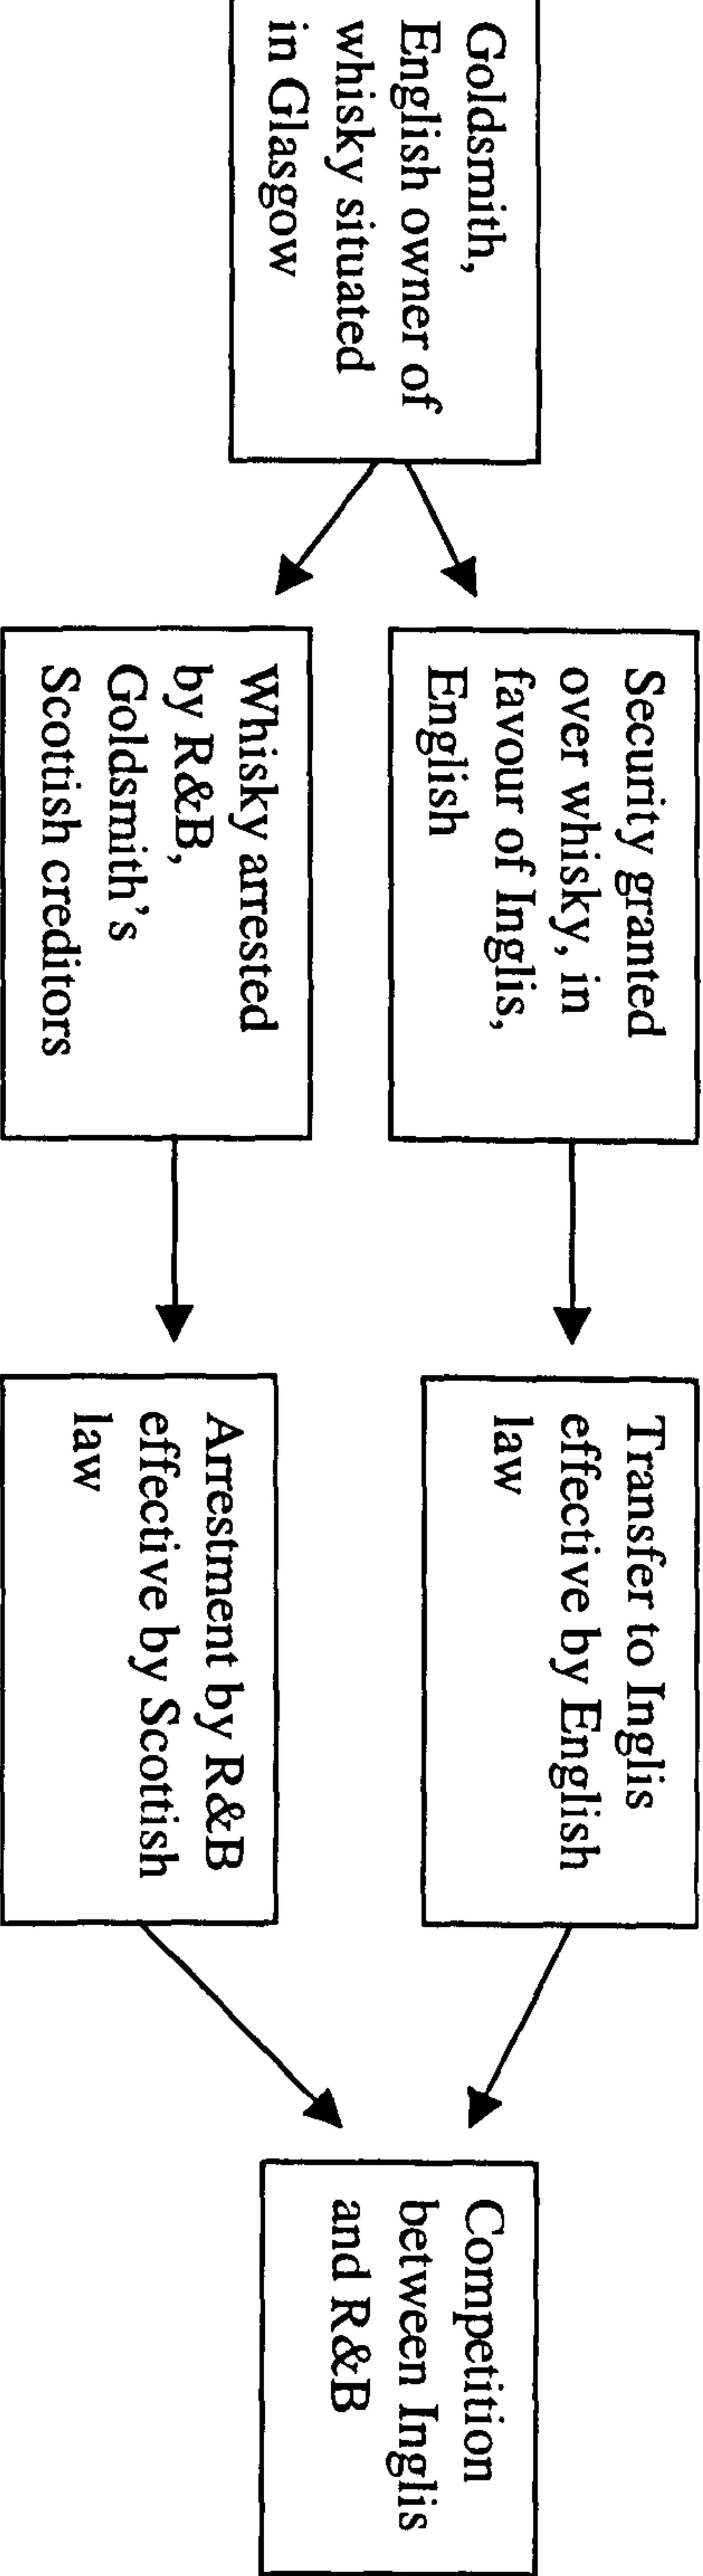 Goldsmith,
English owner of
whisky situated
in Glasgow
Security granted
over whisky, in
favour of Inglis,
English
Whisky arrested
by R&B,
Goldsmith's
Scottish creditors
Transfer to Inglis
effective by English
law
Arrestment by R&B
effective by Scottish
law
Competition
between Inglis
and R&B